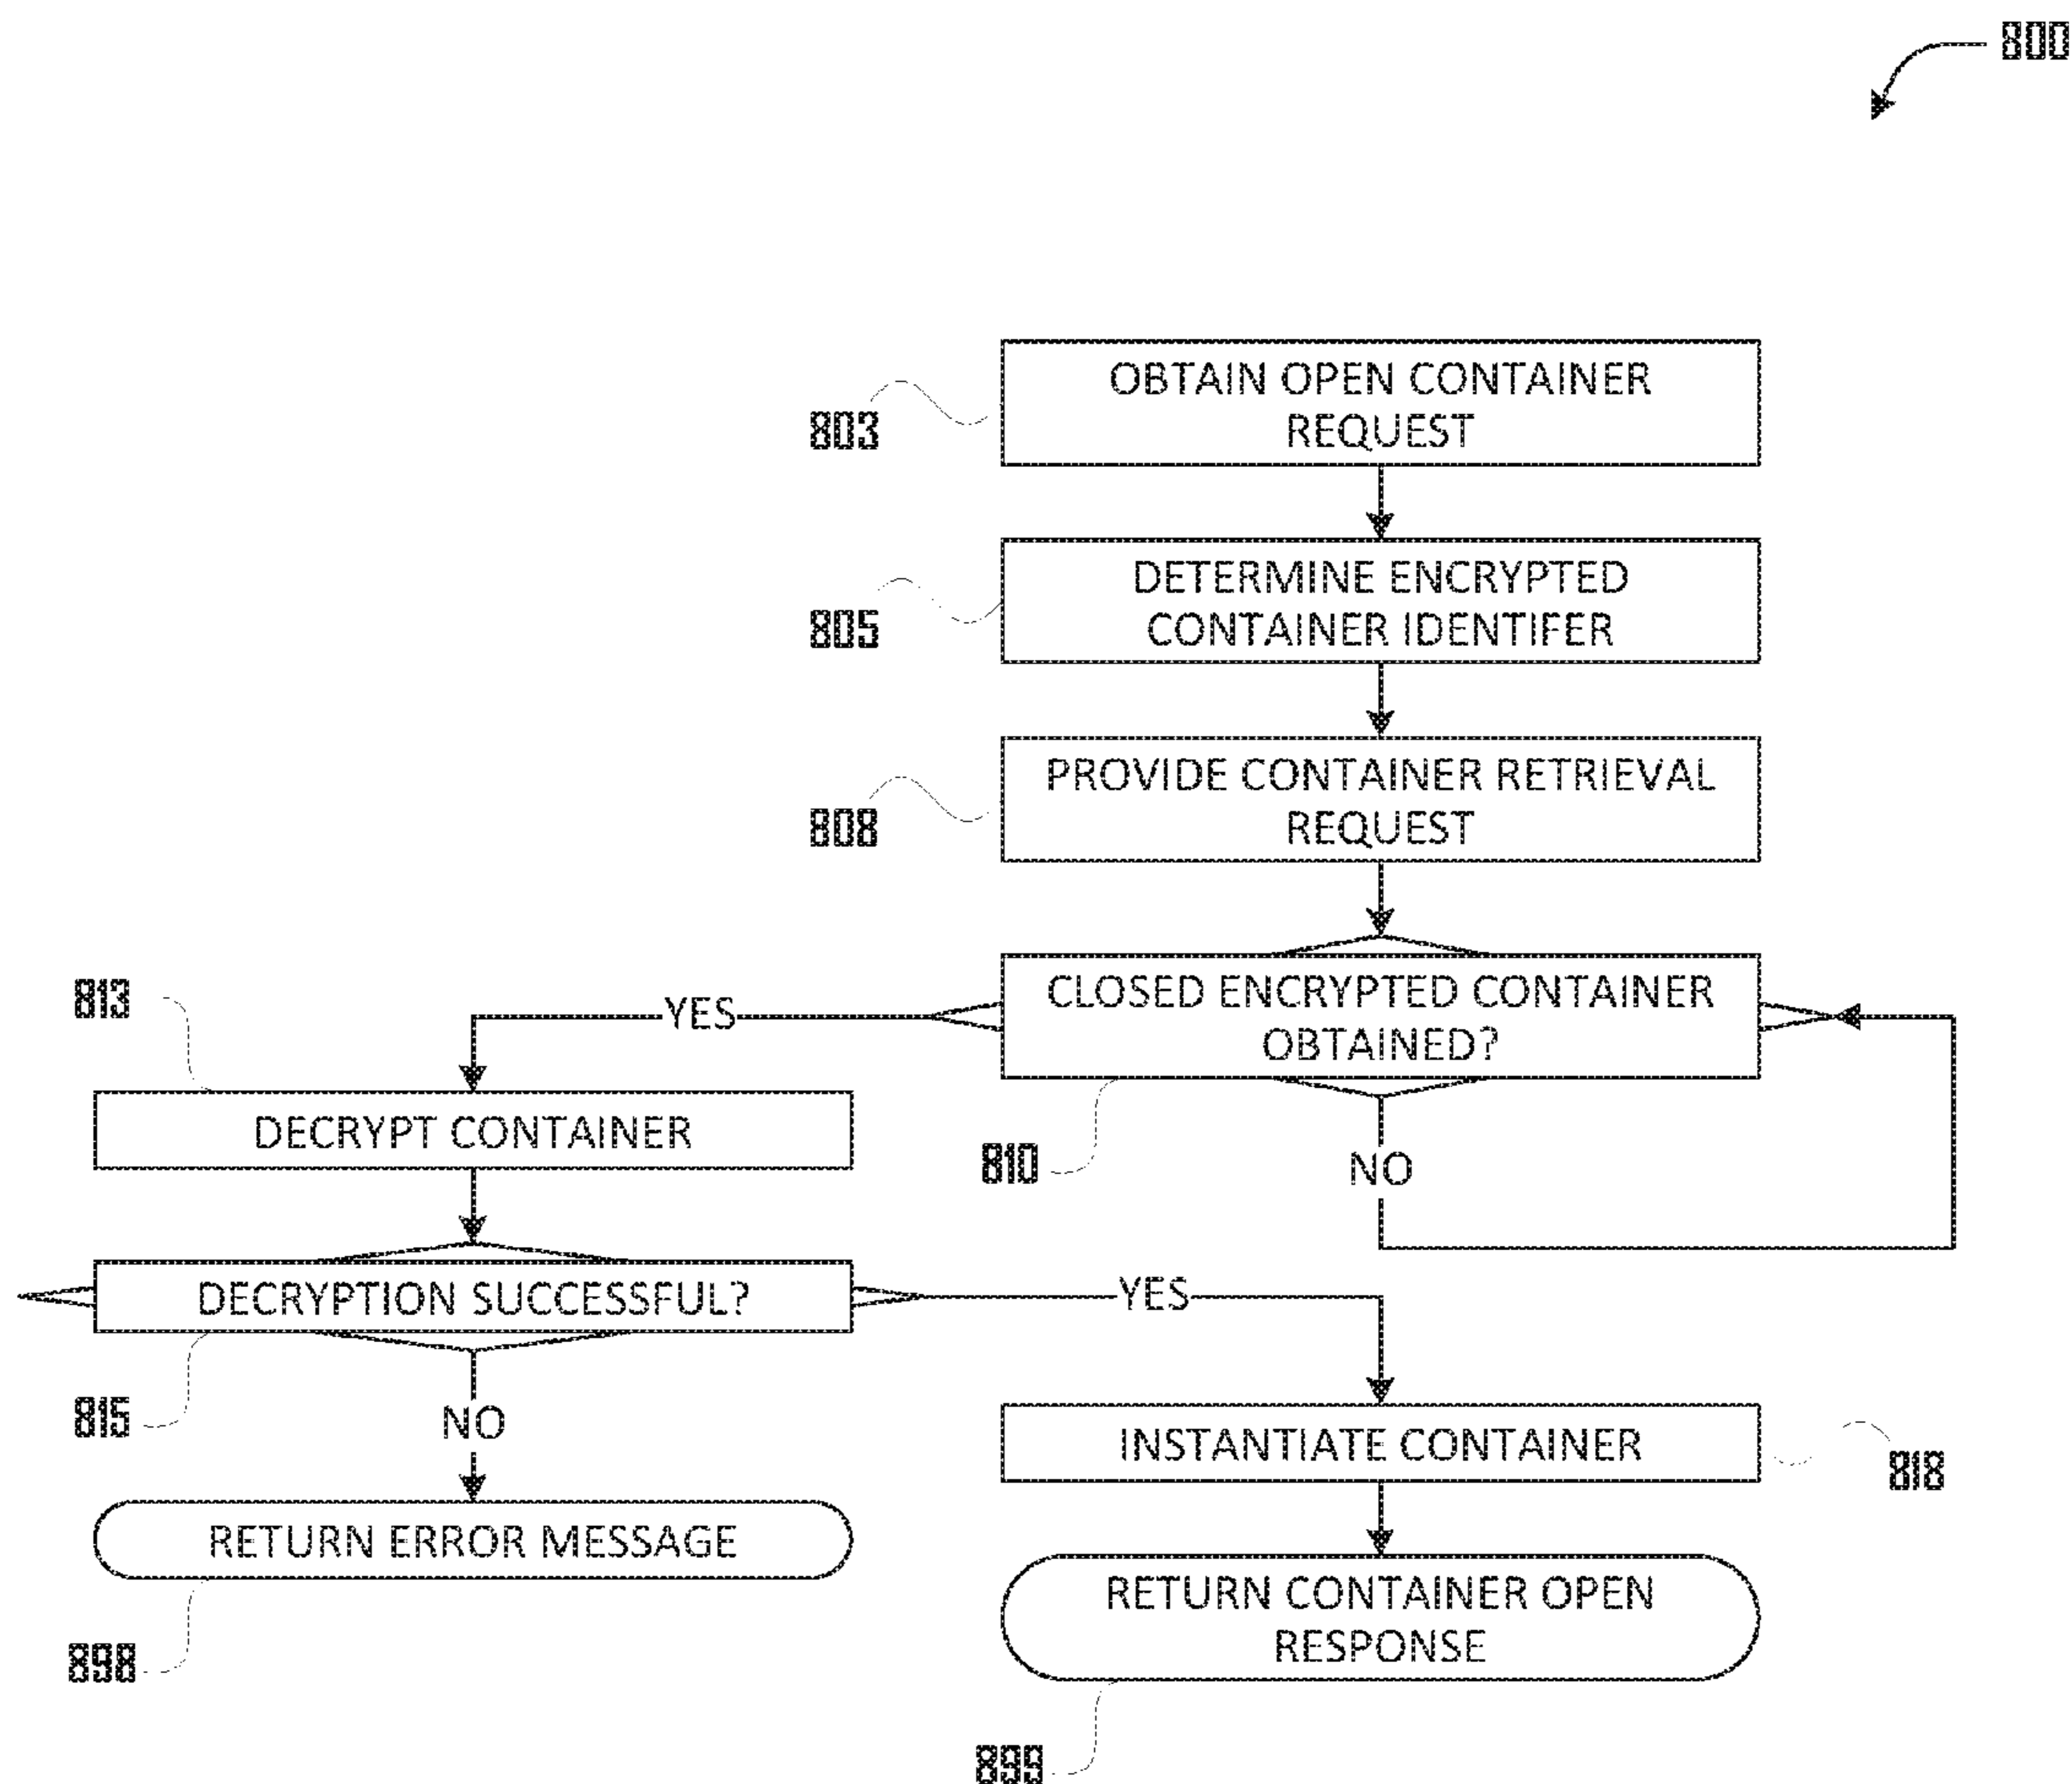 800
OBTAIN OPEN CONTAINER
REQUEST
803
DETERMINE ENCRYPTED
CONTAINER IDENTIFER
805
PROVIDE CONTAINER RETRIEVAL
REQUEST
808
CLOSED ENCRYPTED CONTAINER
OBTAINED?
810
YES
NO
813
DECRYPT CONTAINER
DECRYPTION SUCCESSFUL?
815
YES
NO
INSTANTIATE CONTAINER
818
RETURN ERROR MESSAGE
898
RETURN CONTAINER OPEN
RESPONSE
899